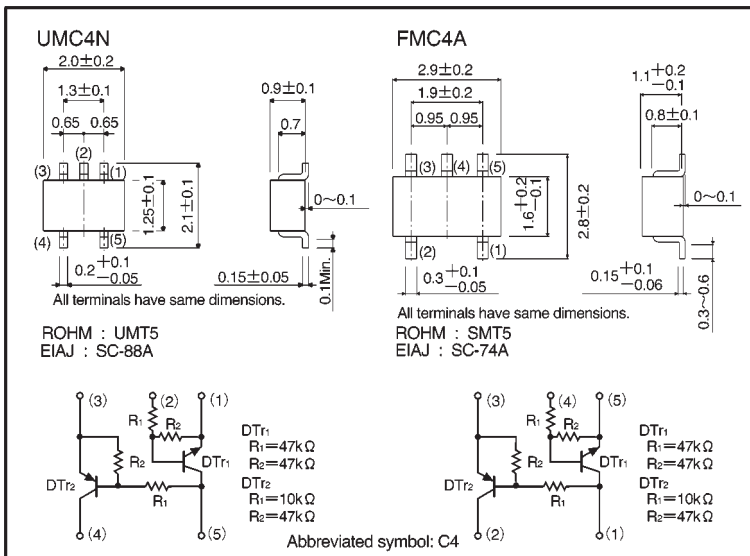 UMC4N
2.0±0.2
1.3±0.1
0.65 0.65
(3) (2) (1)
(4) (5)
1.25±0.1
2.1±0.1
0.2 +0.1 −0.05
0.9±0.1
0.7
0~0.1
0.15±0.05
0.1Min.
All terminals have same dimensions.
ROHM : UMT5
EIAJ : SC-88A
FMC4A
2.9±0.2
1.9±0.2
0.95 0.95
(3) (4) (5)
(2) (1)
1.6 +0.2 −0.1
2.8±0.2
0.3 +0.1 −0.05
1.1 +0.2 −0.1
0.8±0.1
0~0.1
0.15 +0.1 −0.06
0.3~0.6
All terminals have same dimensions.
ROHM : SMT5
EIAJ : SC-74A
(3) (2) (1)
R1
R2
R2
DTr1
DTr2
R1
(4) (5)
DTr1
R1=47kΩ
R2=47kΩ
DTr2
R1=10kΩ
R2=47kΩ
(3) (4) (5)
R1
R2
R2
DTr1
DTr2
R1
(2) (1)
DTr1
R1=47kΩ
R2=47kΩ
DTr2
R1=10kΩ
R2=47kΩ
Abbreviated symbol: C4